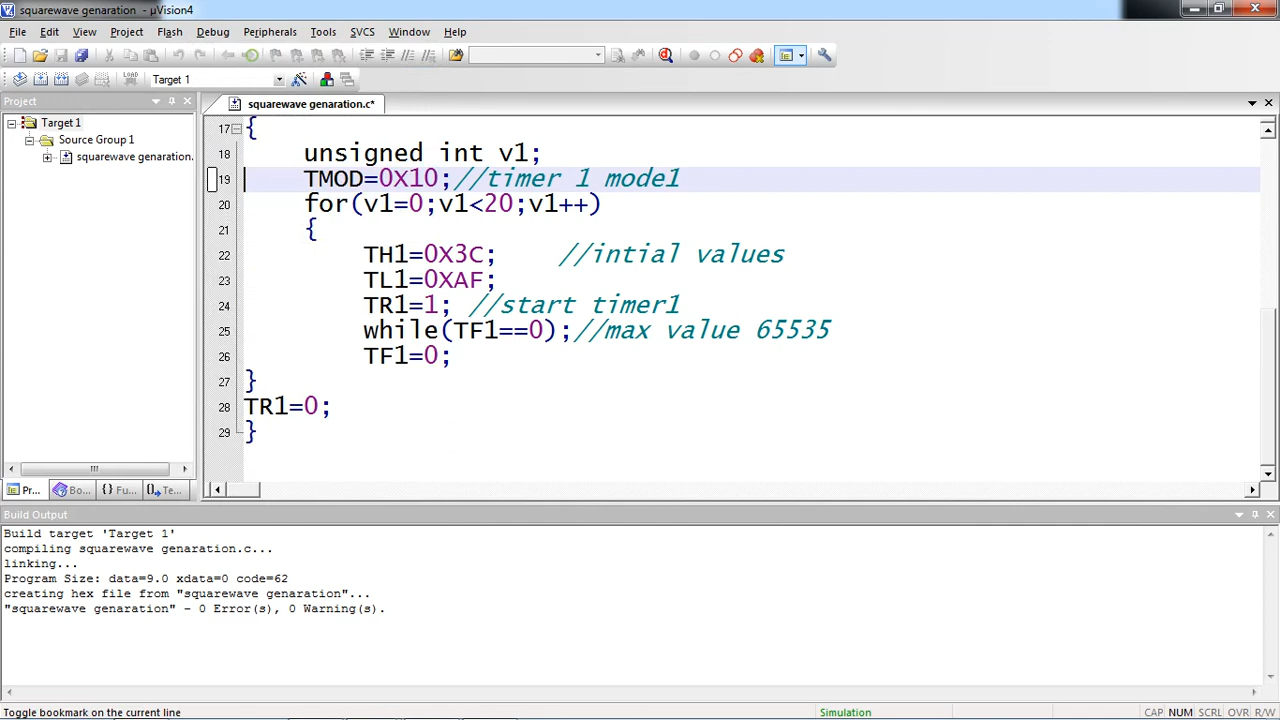 squarewave genaration - µVision4
File Edit View Project Flash Debug Peripherals Tools SVCS Window Help
LOAD Target 1
Project
squarewave genaration.c*
Target 1
Source Group 1
squarewave genaration.
17 {
18 unsigned int v1;
19 TMOD=0X10;//timer 1 mode1
20 for(v1=0;v1<20;v1++)
21 {
22 TH1=0X3C; //intial values
23 TL1=0XAF;
24 TR1=1; //start timer1
25 while(TF1==0);//max value 65535
26 TF1=0;
27 }
28 TR1=0;
29 }
Pr... Bo... {} Fu... Te...
Build Output
Build target 'Target 1'
compiling squarewave genaration.c...
linking...
Program Size: data=9.0 xdata=0 code=62
creating hex file from "squarewave genaration"...
"squarewave genaration" - 0 Error(s), 0 Warning(s).
Toggle bookmark on the current line Simulation CAP NUM SCRL OVR R/W